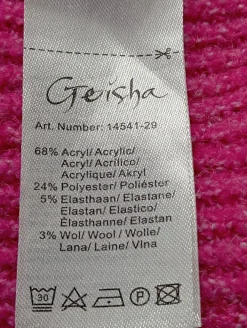 Geisha
Art. Number: 14541-29
68% Acryl/ Acrylic/
Acryl/ Acrílico/
Acrylique/ Akryl
24% Polyester/ Poliéster
5% Elasthaan/ Elastane/
Elastan/ Elastico/
Élasthanne/ Elastan
3% Wol/ Wool / Wolle/
Lana/ Laine/ Vlna
30 P